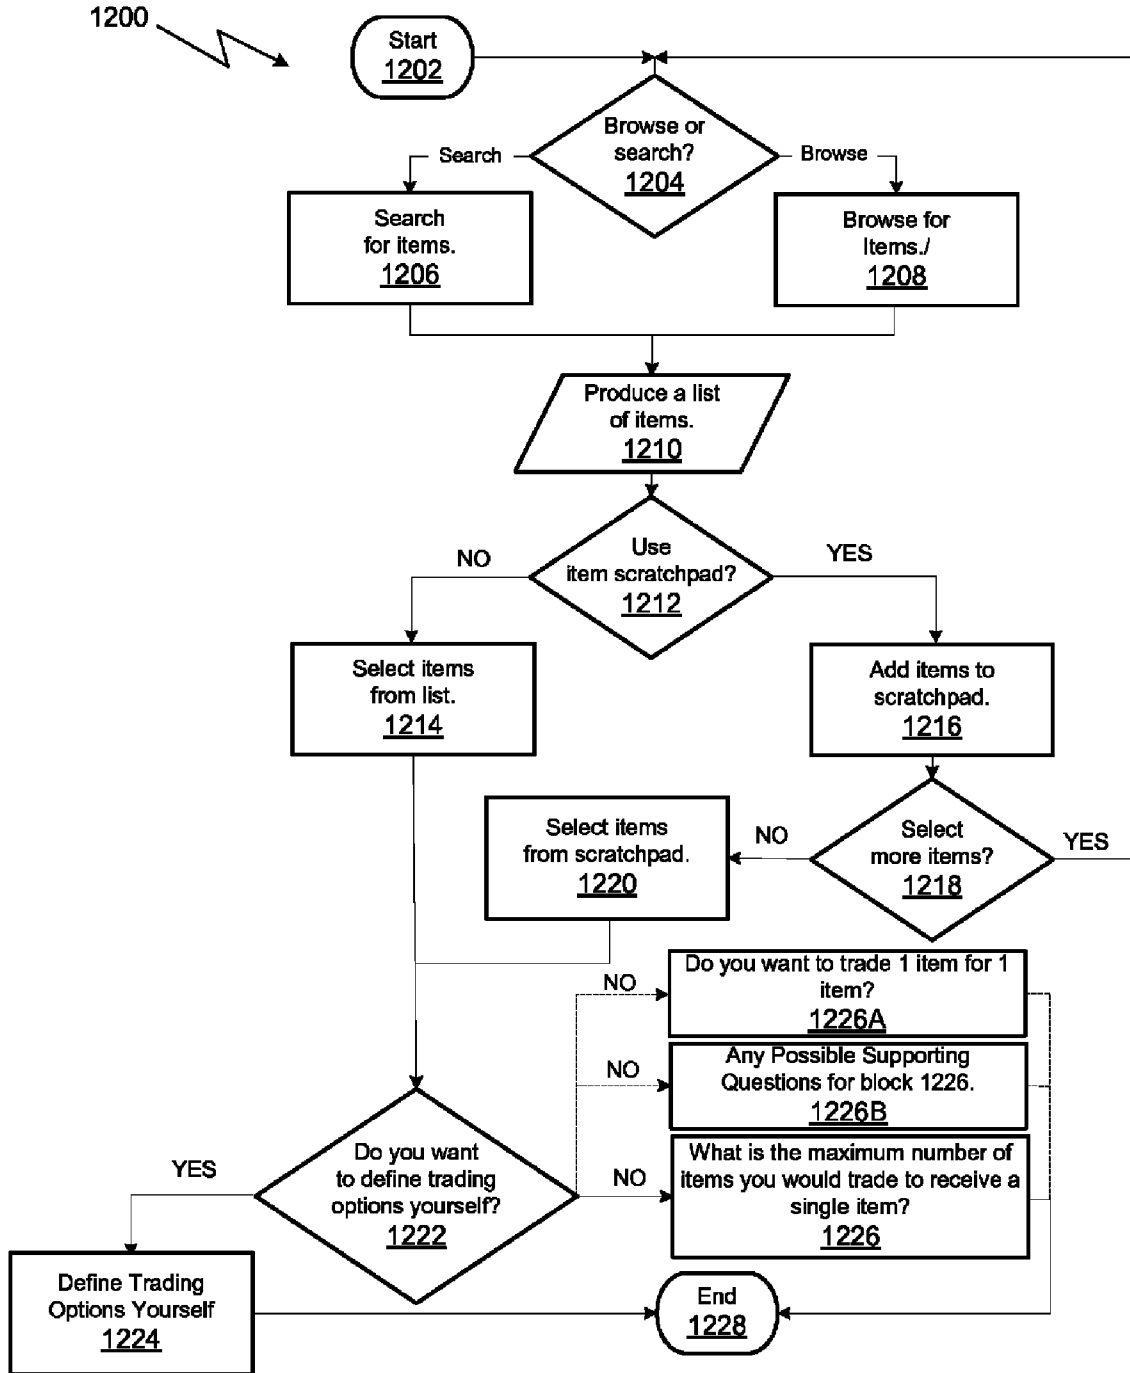 1200
Start
1202
Browse or
search?
1204
Search
Browse
Search
for items.
1206
Browse for
Items./
1208
Produce a list
of items.
1210
Use
item scratchpad?
1212
NO
YES
Select items
from list.
1214
Add items to
scratchpad.
1216
Select items
from scratchpad.
1220
NO
Select
more items?
1218
YES
NO
Do you want to trade 1 item for 1
item?
1226A
NO
Any Possible Supporting
Questions for block 1226.
1226B
YES
Do you want
to define trading
options yourself?
1222
NO
What is the maximum number of
items you would trade to receive a
single item?
1226
Define Trading
Options Yourself
1224
End
1228